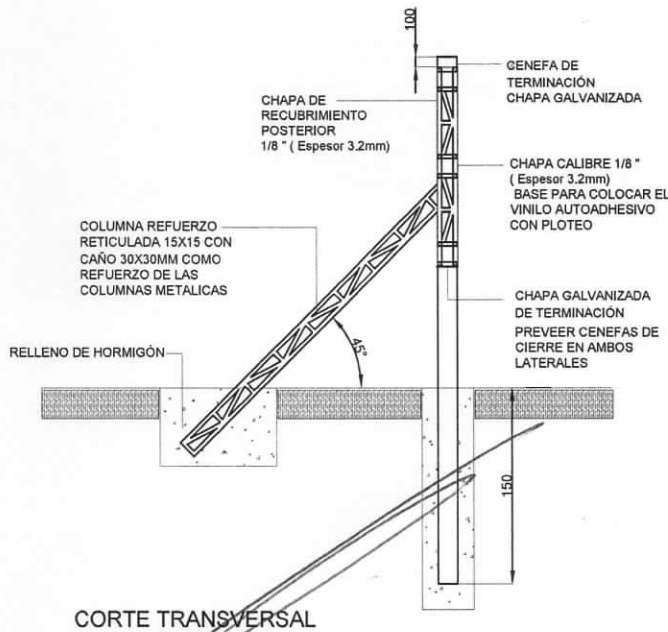 100
CENEFA DE
TERMINACIÓN
CHAPA GALVANIZADA
CHAPA DE
RECUBRIMIENTO
POSTERIOR
1/8 " ( Espesor 3.2mm)
CHAPA CALIBRE 1/8 "
( Espesor 3.2mm)
BASE PARA COLOCAR EL
VINILO AUTOADHESIVO
CON PLOTEO
COLUMNA REFUERZO
RETICULADA 15X15 CON
CAÑO 30X30MM COMO
REFUERZO DE LAS
COLUMNAS METALICAS
CHAPA GALVANIZADA
DE TERMINACIÓN
PREVEER CENEFAS DE
CIERRE EN AMBOS
LATERALES
RELLENO DE HORMIGÓN
45°
150
CORTE TRANSVERSAL